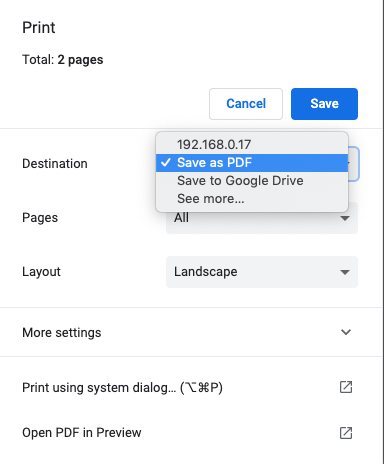 Print
Total: 2 pages
Cancel Save
192.168.0.17
Destination ✓ Save as PDF
Save to Google Drive
See more...
Pages All
Layout Landscape
More settings
Print using system dialog... (⌥⌘P)
Open PDF in Preview